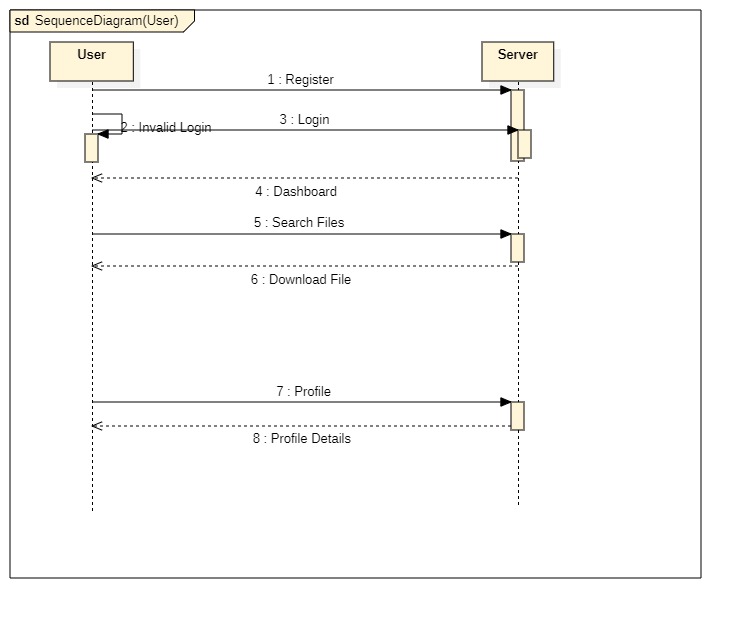 sd SequenceDiagram(User)
User
Server
1 : Register
2 : Invalid Login
3 : Login
4 : Dashboard
5 : Search Files
6 : Download File
7 : Profile
8 : Profile Details